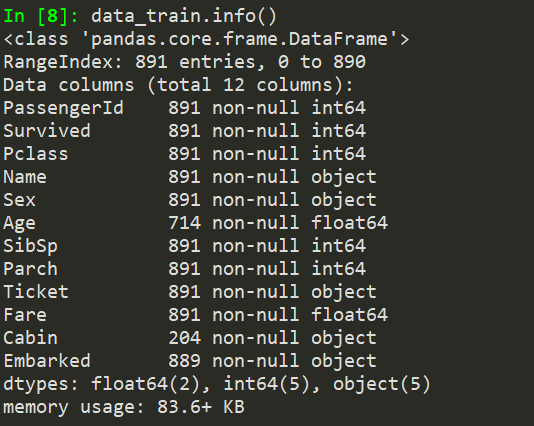 In [8]: data_train.info()
<class 'pandas.core.frame.DataFrame'>
RangeIndex: 891 entries, 0 to 890
Data columns (total 12 columns):
PassengerId    891 non-null int64
Survived       891 non-null int64
Pclass         891 non-null int64
Name           891 non-null object
Sex            891 non-null object
Age            714 non-null float64
SibSp          891 non-null int64
Parch          891 non-null int64
Ticket         891 non-null object
Fare           891 non-null float64
Cabin          204 non-null object
Embarked       889 non-null object
dtypes: float64(2), int64(5), object(5)
memory usage: 83.6+ KB